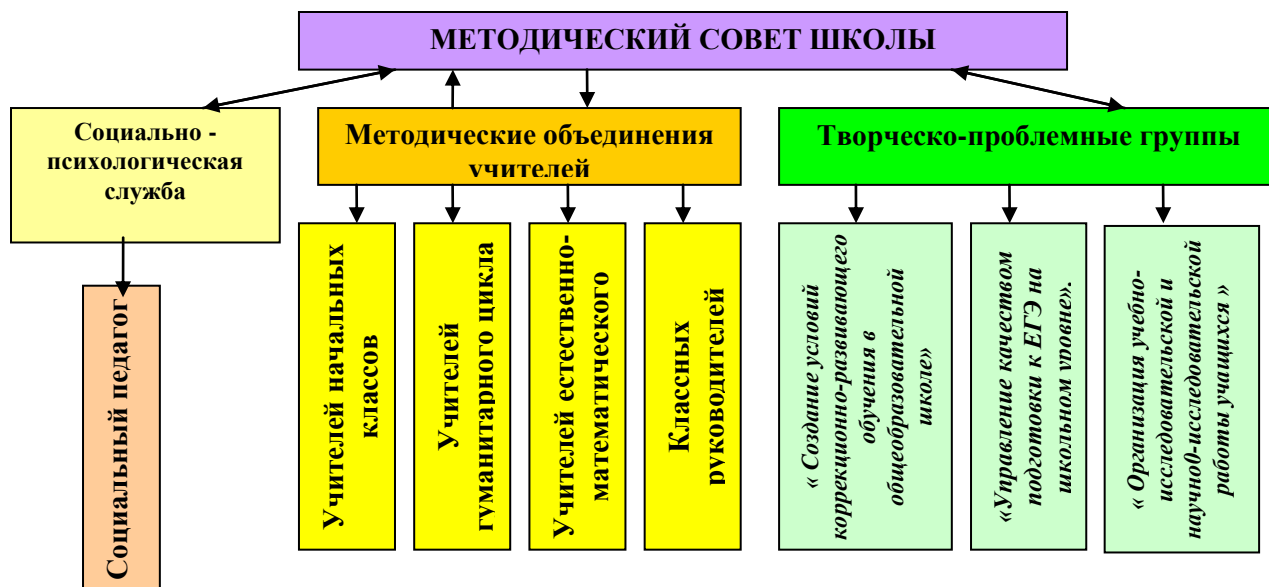 МЕТОДИЧЕСКИЙ СОВЕТ ШКОЛЫ
Социально -
психологическая
служба
Методические объединения
учителей
Творческо-проблемные группы
Социальный педагог
Учителей начальных
классов
Учителей
гуманитарного цикла
Учителей естественно-
математического
Классных
руководителей
« Создание условий
коррекционно-развивающего
обучения в
общеобразовательной
школе»
«Управление качеством
подготовки к ЕГЭ на
школьном уровне».
« Организация учебно-
исследовательской и
научно-исследовательской
работы учащихся »